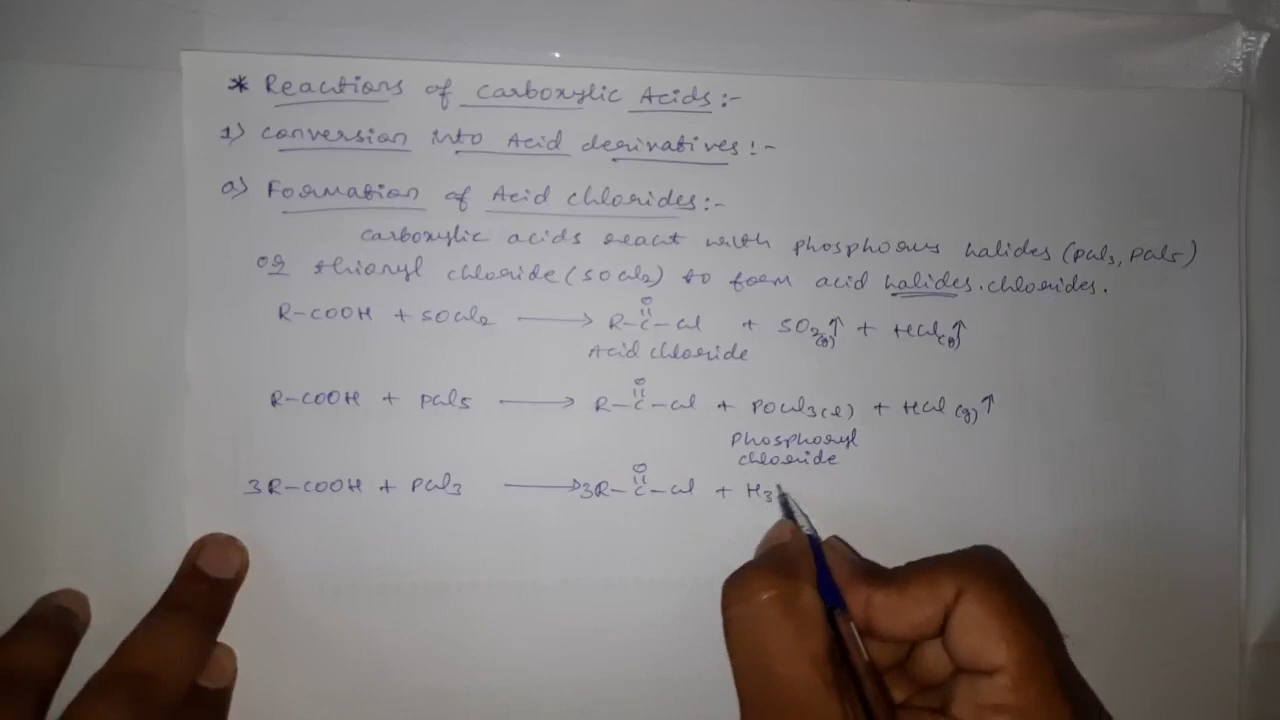 * Reactions of Carboxylic Acids:-
1) Conversion into Acid derivatives:-
a) Formation of Acid chlorides:-
Carboxylic acids react with phosphorus halides (PCl3, PCl5)
or thionyl chloride (SOCl2) to form acid halides. chlorides.
R-COOH + SOCl2 → R-C-Cl + SO2(g)↑ + HCl(g)↑
O
Acid chloride
R-COOH + PCl5 → R-C-Cl + POCl3(l) + HCl(g)↑
O
Phosphoryl
chloride
3R-COOH + PCl3 → 3R-C-Cl + H3
O